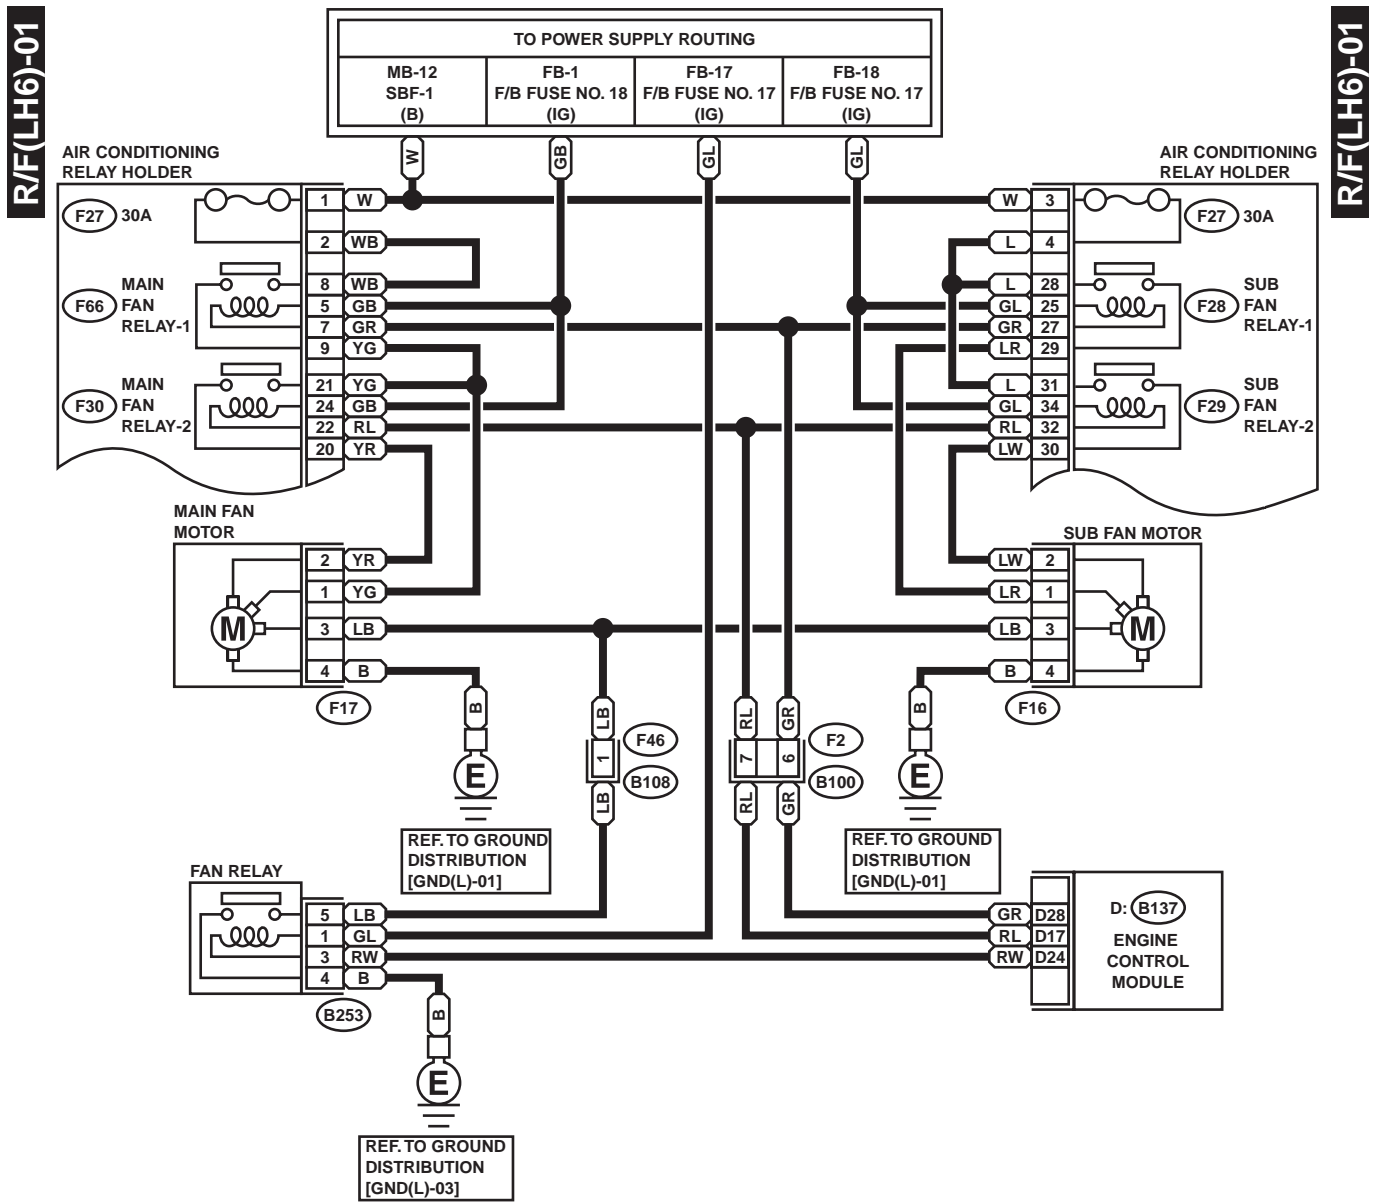 R/F(LH6)-01
R/F(LH6)-01
TO POWER SUPPLY ROUTING
MB-12
SBF-1
(B)
FB-1
F/B FUSE NO. 18
(IG)
FB-17
F/B FUSE NO. 17
(IG)
FB-18
F/B FUSE NO. 17
(IG)
W
GB
GL
GL
AIR CONDITIONING
RELAY HOLDER
F27 30A
F66
MAIN
FAN
RELAY-1
F30
MAIN
FAN
RELAY-2
1 W
2 WB
8 WB
5 GB
7 GR
9 YG
21 YG
24 GB
22 RL
20 YR
AIR CONDITIONING
RELAY HOLDER
F27 30A
F28
SUB
FAN
RELAY-1
F29
SUB
FAN
RELAY-2
W 3
L 4
L 28
GL 25
GR 27
LR 29
L 31
GL 34
RL 32
LW 30
MAIN FAN
MOTOR
M
2 YR
1 YG
3 LB
4 B
F17
SUB FAN MOTOR
M
LW 2
LR 1
LB 3
B 4
F16
B
E
REF. TO GROUND
DISTRIBUTION
[GND(L)-01]
LB
1
LB
F46
B108
RL
GR
7
6
RL
GR
F2
B100
B
E
REF. TO GROUND
DISTRIBUTION
[GND(L)-01]
FAN RELAY
5 LB
1 GL
3 RW
4 B
B253
B
E
REF. TO GROUND
DISTRIBUTION
[GND(L)-03]
GR D28
RL D17
RW D24
D: B137
ENGINE
CONTROL
MODULE